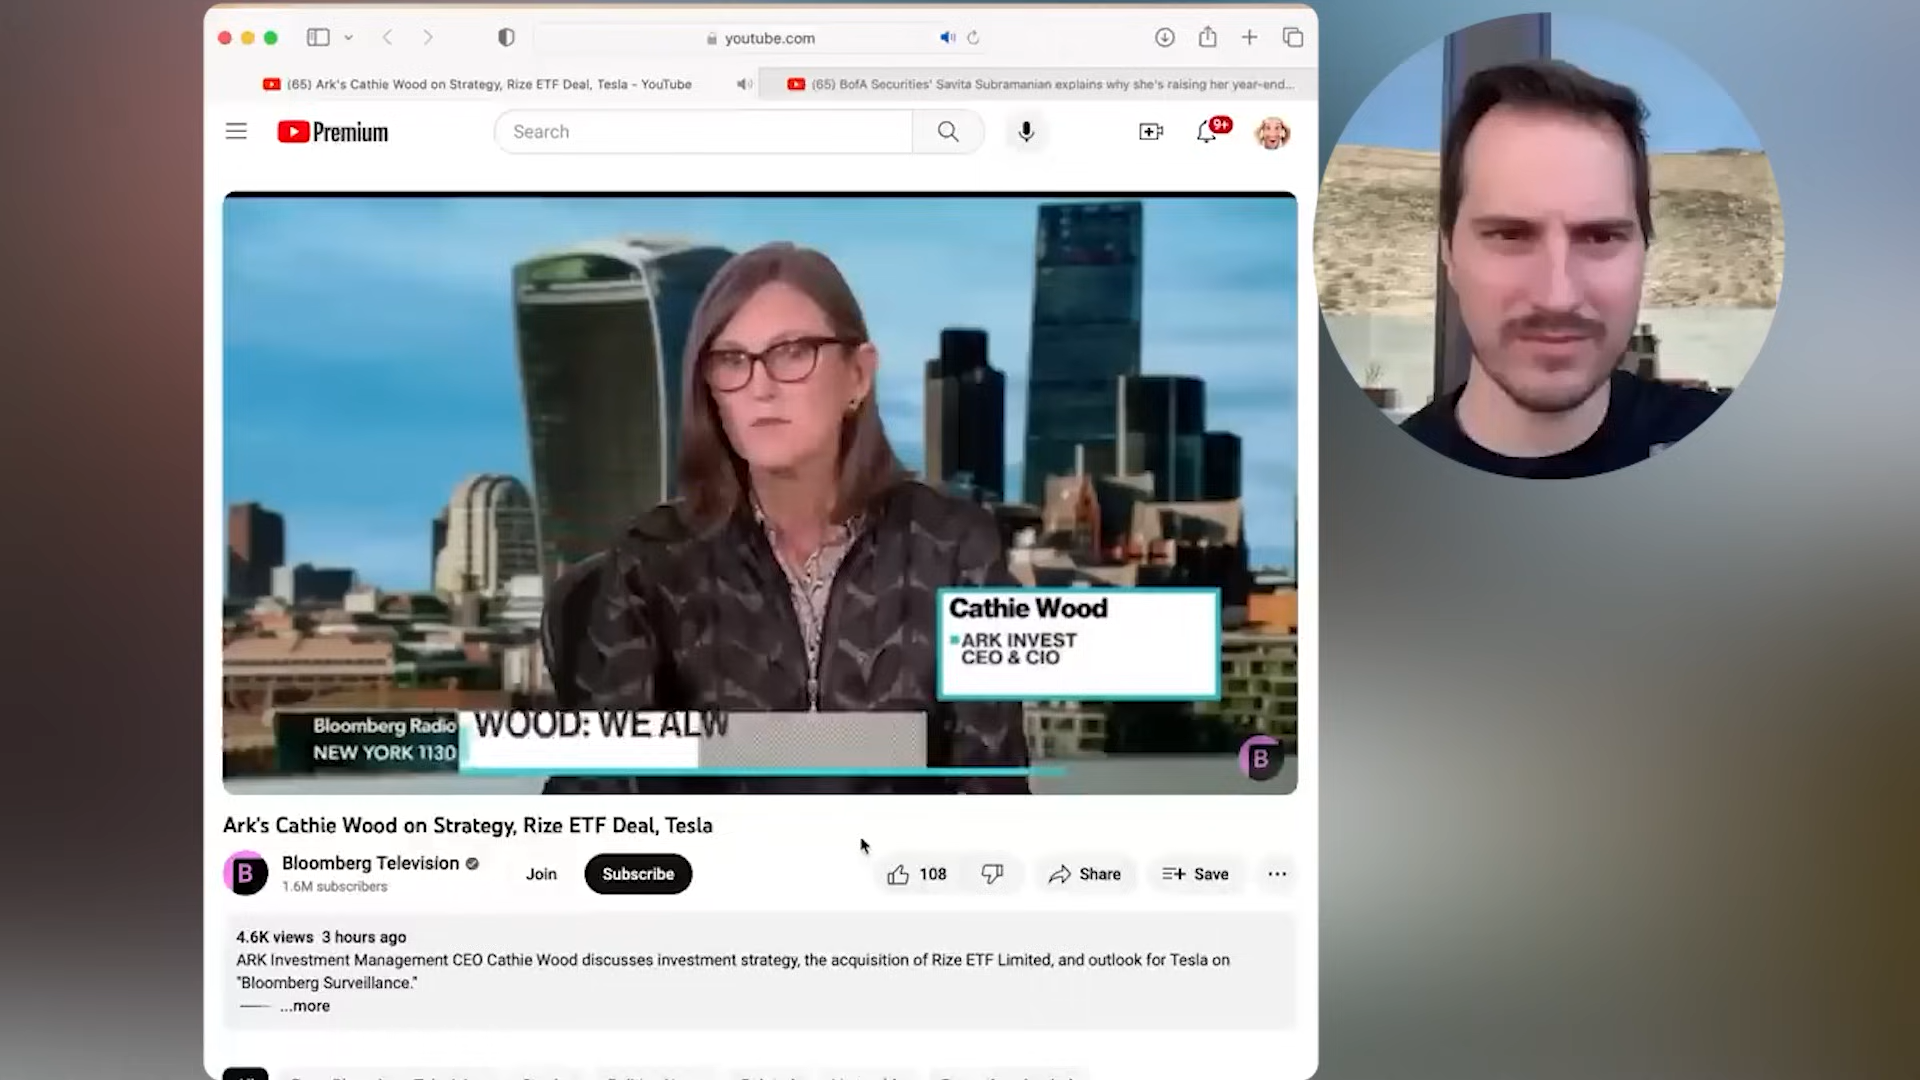 youtube.com
(65) Ark's Cathie Wood on Strategy, Rize ETF Deal, Tesla - YouTube
(65) BofA Securities' Savita Subramanian explains why she's raising her year-end...
Premium
Search
9+
Cathie Wood
ARK INVEST
CEO & CIO
Bloomberg Radio
NEW YORK 1130
WOOD: WE ALW
B
Ark's Cathie Wood on Strategy, Rize ETF Deal, Tesla
B
Bloomberg Television
1.6M subscribers
Join
Subscribe
108
Share
Save
4.6K views 3 hours ago
ARK Investment Management CEO Cathie Wood discusses investment strategy, the acquisition of Rize ETF Limited, and outlook for Tesla on
"Bloomberg Surveillance."
...more